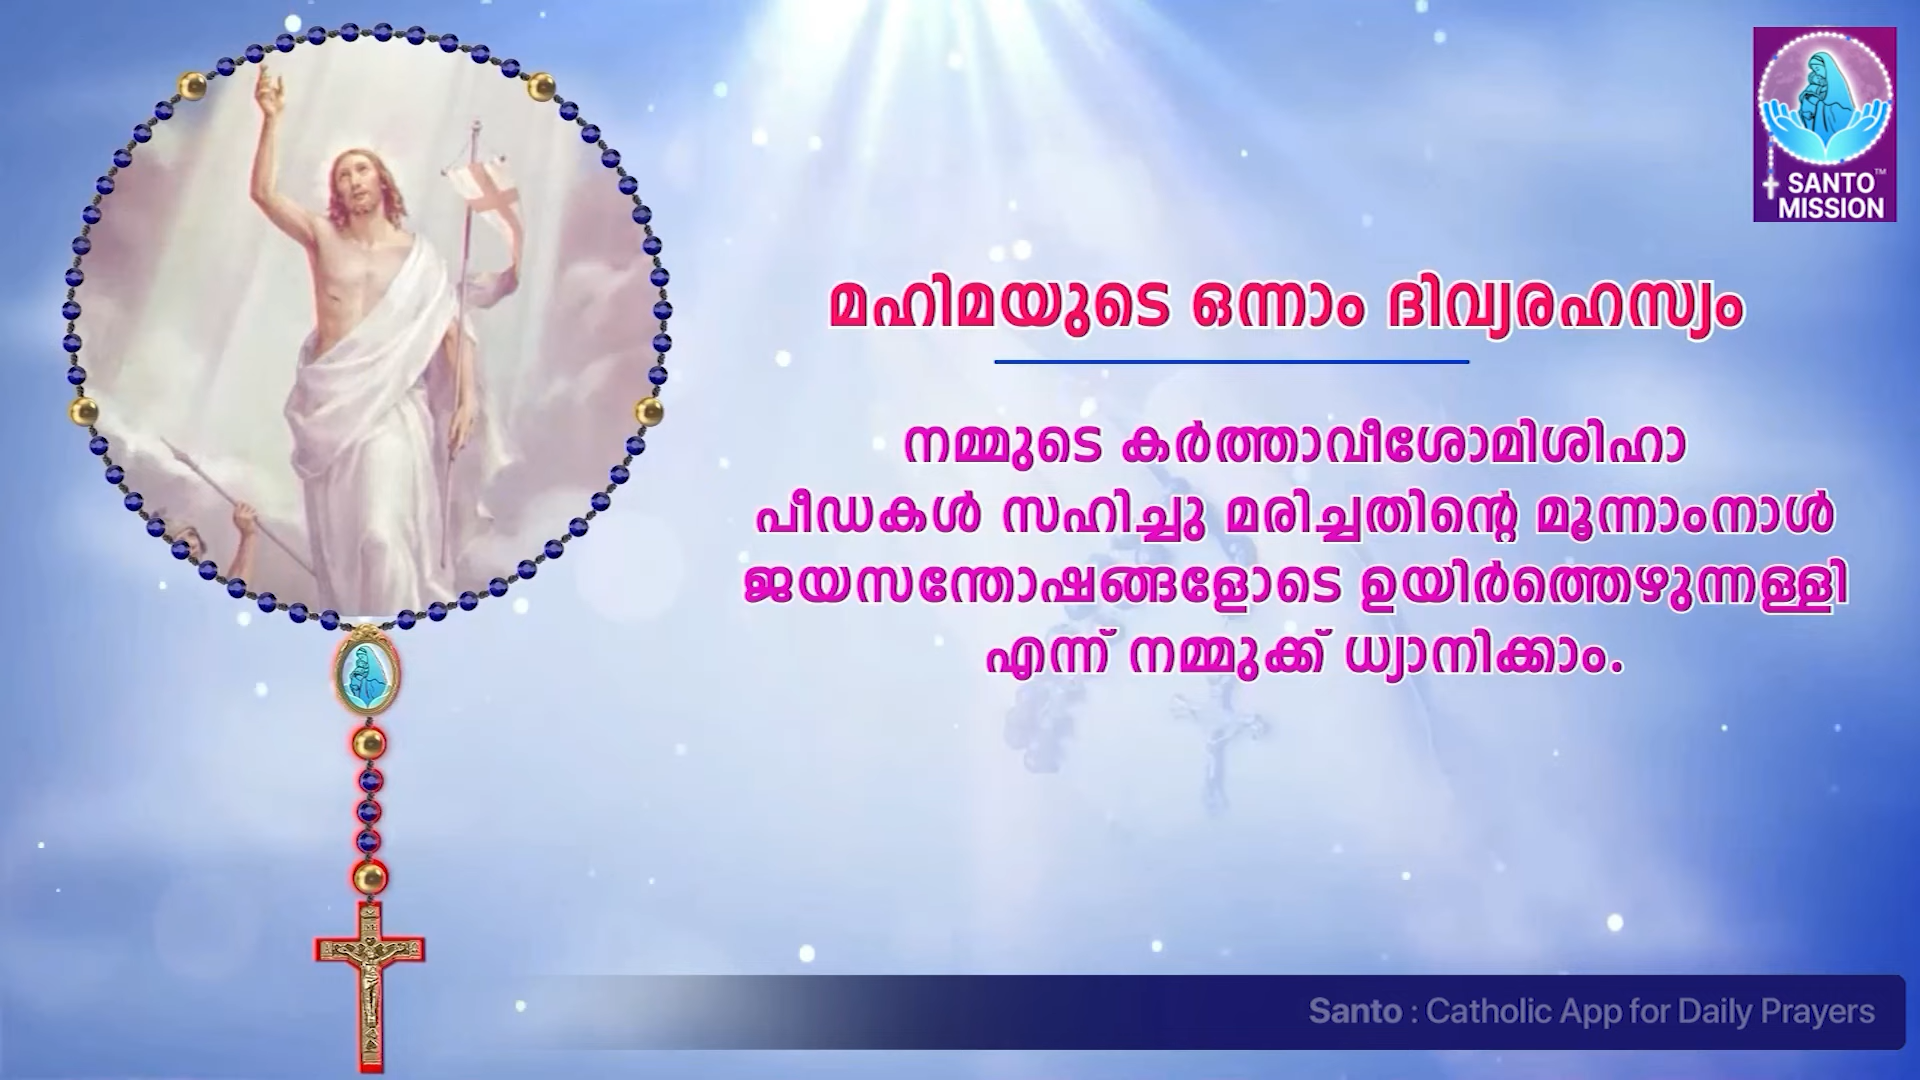 SANTO™
MISSION
മഹിമയുടെ ഒന്നാം ദിവ്യരഹസ്യം
നമ്മുടെ കർത്താവീശോമിശിഹാ
പീഡകൾ സഹിച്ചു മരിച്ചതിന്റെ മൂന്നാംനാൾ
ജയസന്തോഷങ്ങളോടെ ഉയിർത്തെഴുന്നള്ളി
എന്ന് നമ്മുക്ക് ധ്യാനിക്കാം.
Santo : Catholic App for Daily Prayers